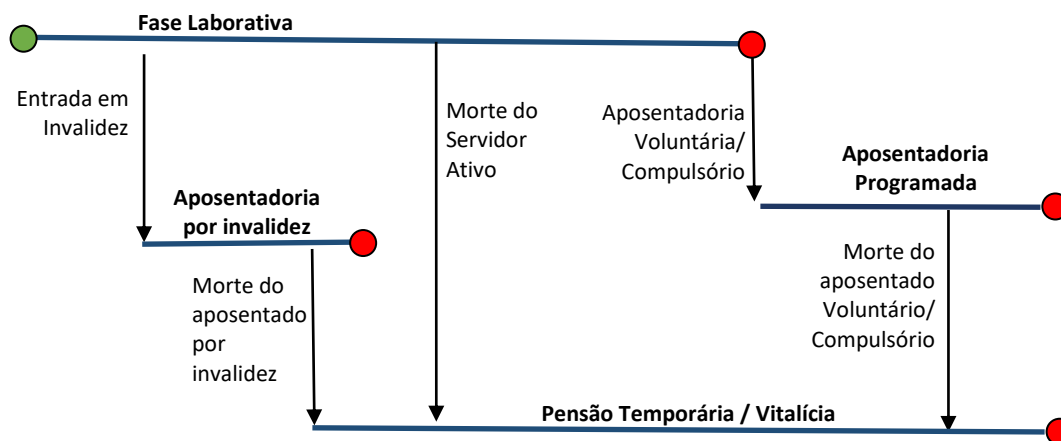 Fase Laborativa
Entrada em
Invalidez
Morte do
Servidor
Ativo
Aposentadoria
Voluntária/
Compulsório
Aposentadoria
Programada
Aposentadoria
por invalidez
Morte do
aposentado
por
invalidez
Morte do
aposentado
Voluntário/
Compulsório
Pensão Temporária / Vitalícia